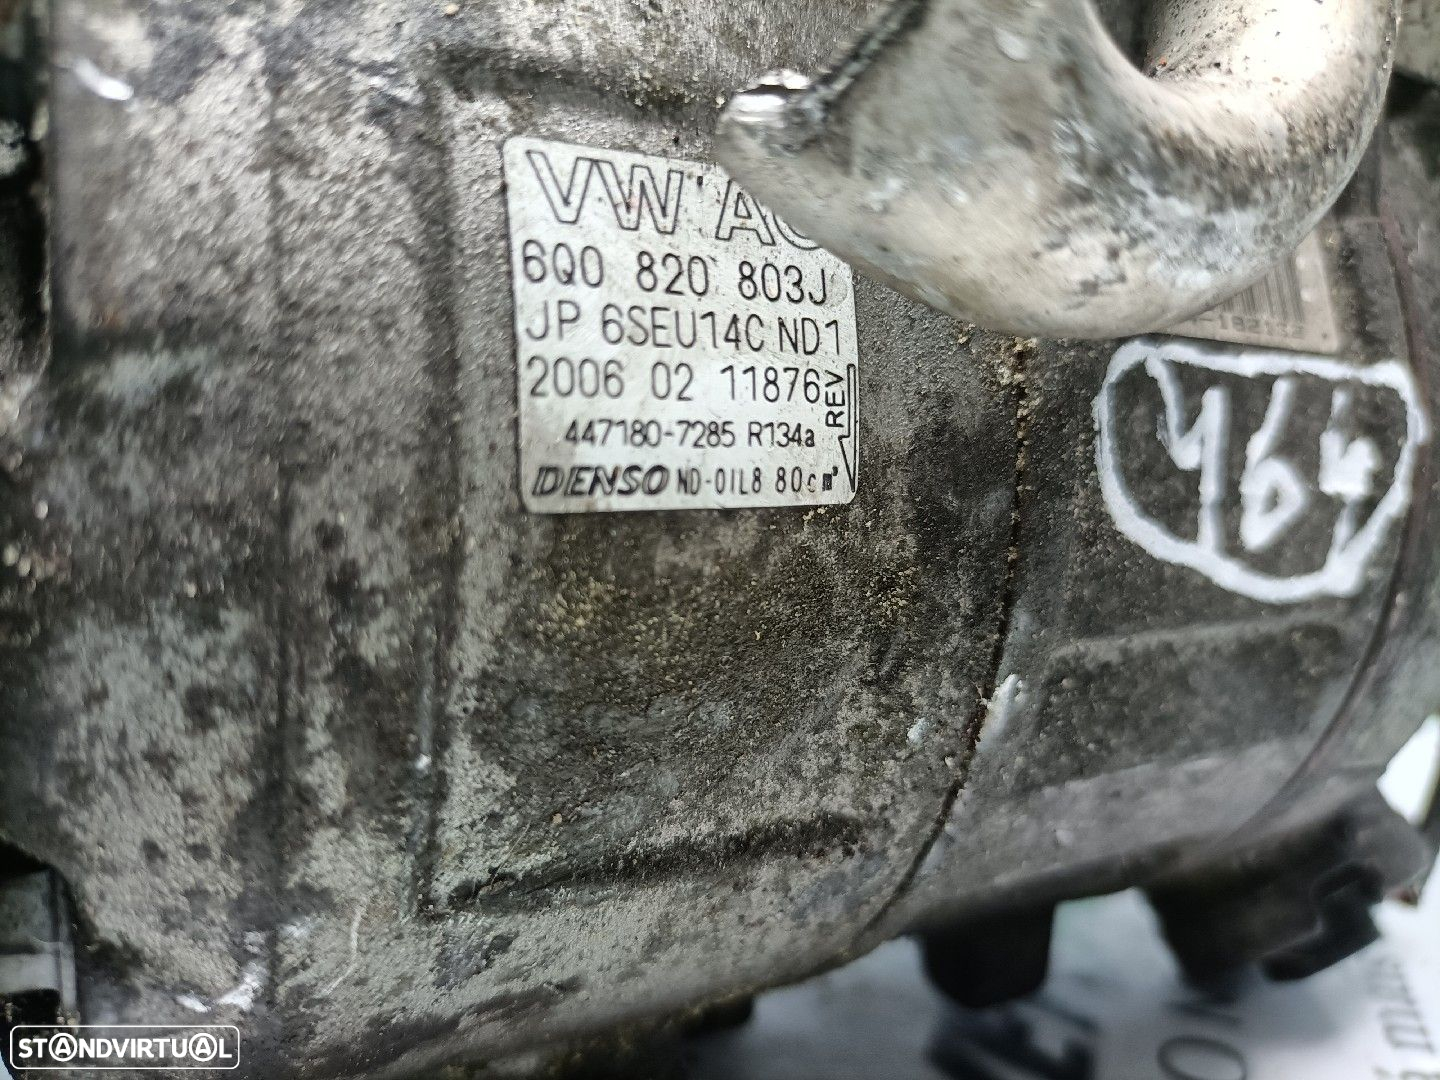 VW AG
6Q0 820 803J
JP 6SEU14C ND1
2006 02 11876
REV
447180-7285 R134a
DENSO ND-OIL8 80cm³
464
STANDVIRTUAL